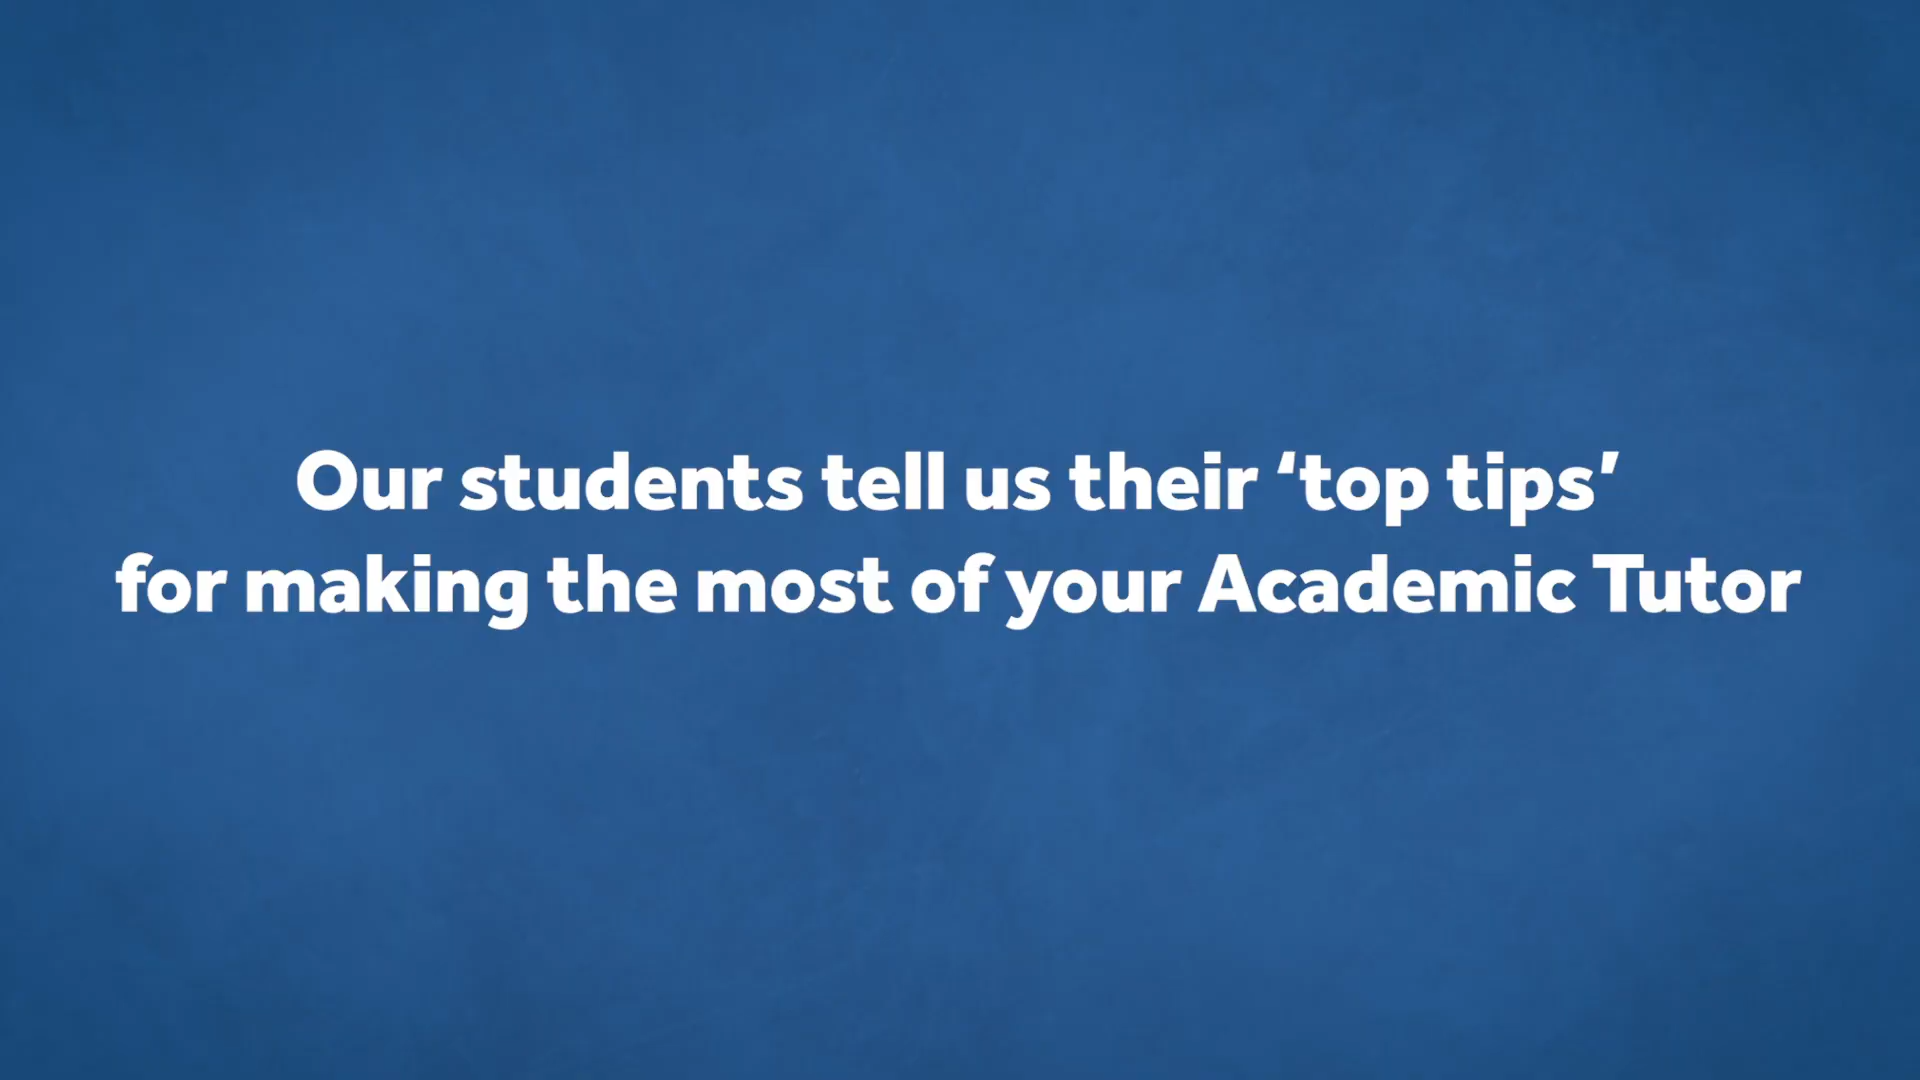 Our students tell us their ‘top tips’
for making the most of your Academic Tutor